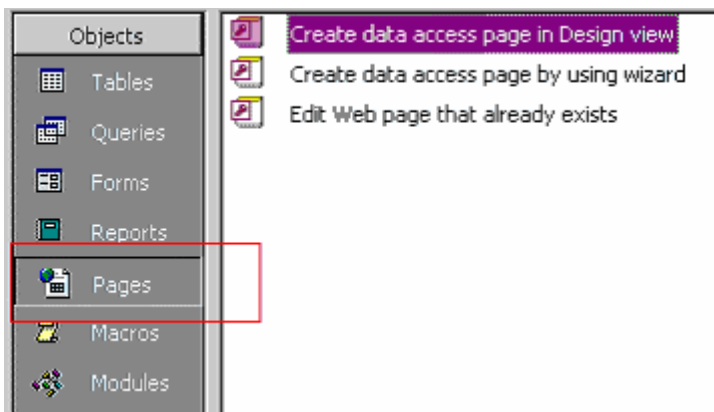 Objects
Tables
Queries
Forms
Reports
Pages
Macros
Modules
Create data access page in Design view
Create data access page by using wizard
Edit Web page that already exists